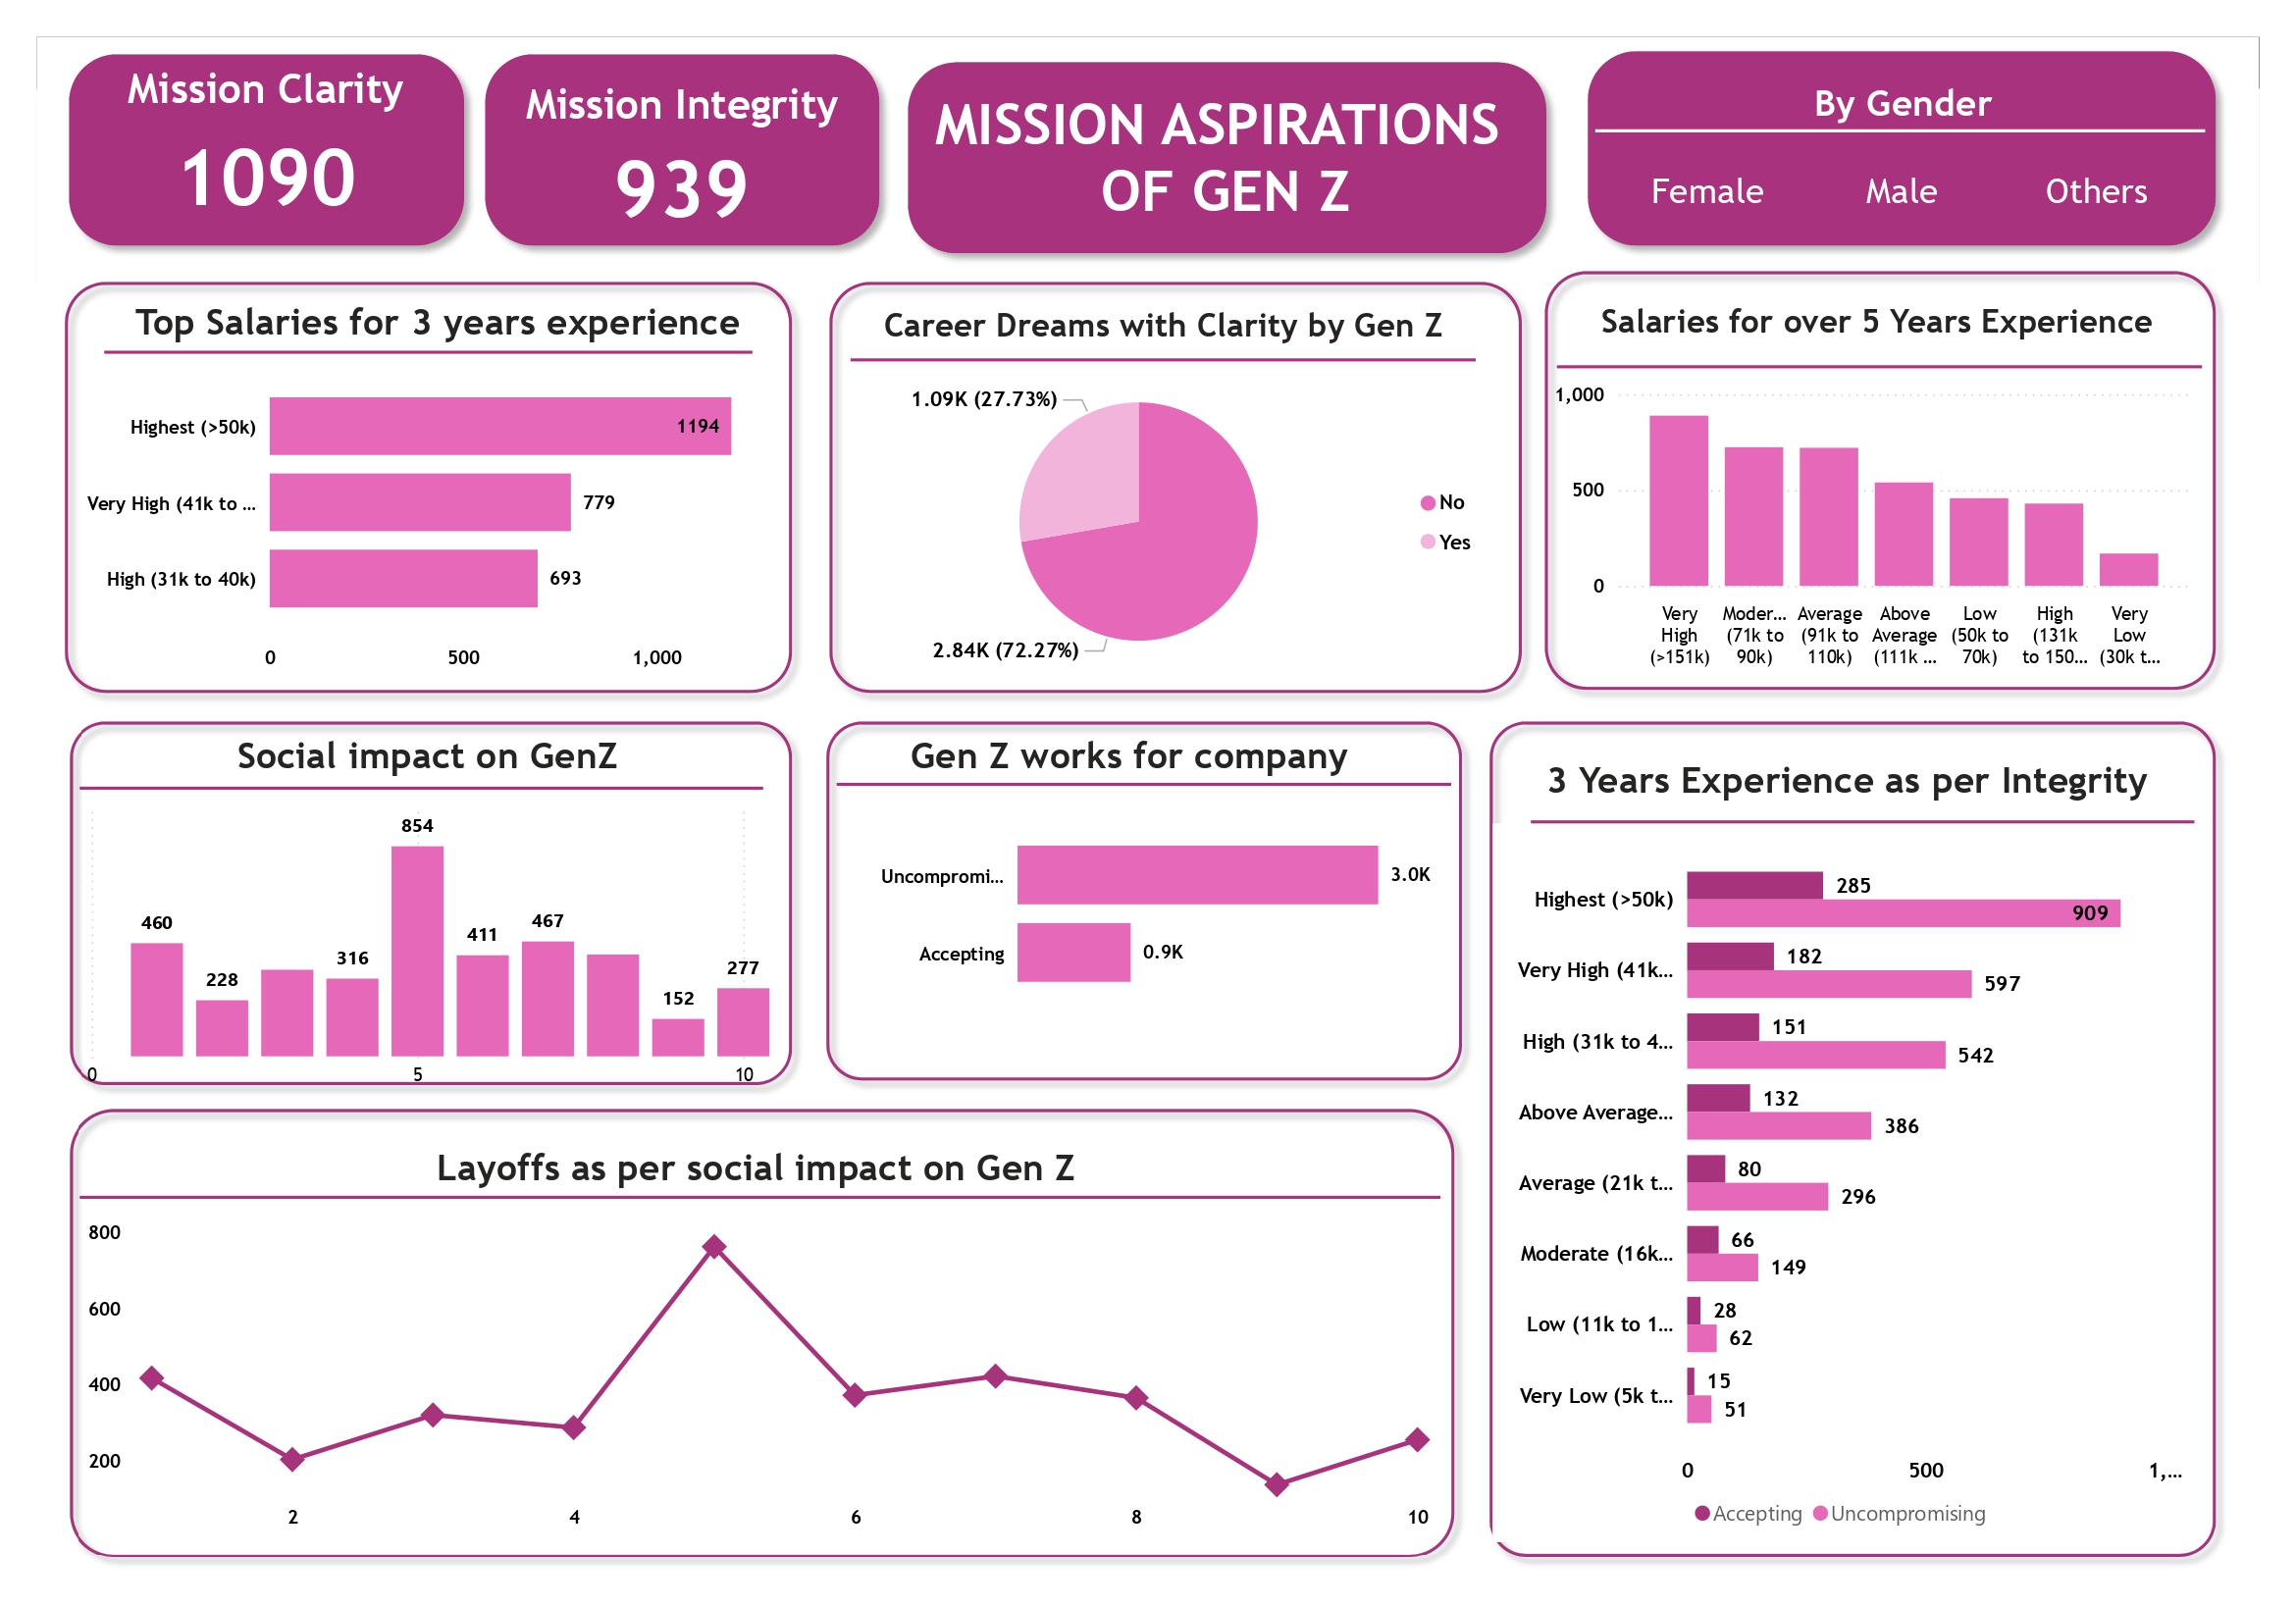 Mission Clarity
1090
Mission Integrity
939
MISSION ASPIRATIONS
OF GEN Z
By Gender
Female Male Others
Top Salaries for 3 years experience
Highest (>50k) 1194
Very High (41k to ... 779
High (31k to 40k) 693
0 500 1,000
Career Dreams with Clarity by Gen Z
1.09K (27.73%)
No
Yes
2.84K (72.27%)
Salaries for over 5 Years Experience
1,000
500
0
Very High (>151k)
Moder... (71k to 90k)
Average (91k to 110k)
Above Average (111k ...
Low (50k to 70k)
High (131k to 150...
Very Low (30k t...
Social impact on GenZ
460
228
316
854
411
467
152
277
0 5 10
Gen Z works for company
Uncompromi... 3.0K
Accepting 0.9K
3 Years Experience as per Integrity
Highest (>50k) 285
909
Very High (41k... 182
597
High (31k to 4... 151
542
Above Average... 132
386
Average (21k t... 80
296
Moderate (16k... 66
149
Low (11k to 1... 28
62
Very Low (5k t... 15
51
0 500 1,...
Accepting Uncompromising
Layoffs as per social impact on Gen Z
800
600
400
200
2 4 6 8 10